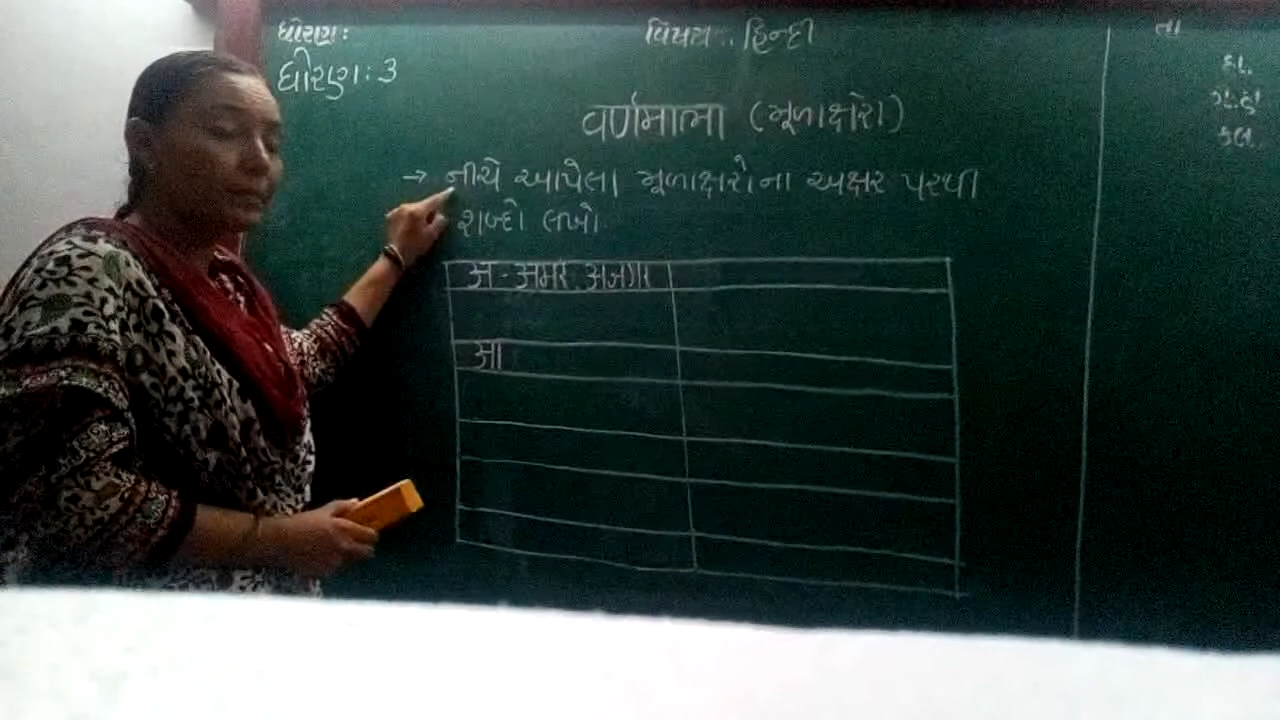 ધોરણ:
વિષય : હિન્દી
તા
ધોરણ: 3
વર્ણમાલા (મૂળાક્ષરો)
→ નીચે આપેલા મૂળાક્ષરોના અક્ષર પરથી
શબ્દો લખો.
अ - अमर, अजगर
आ